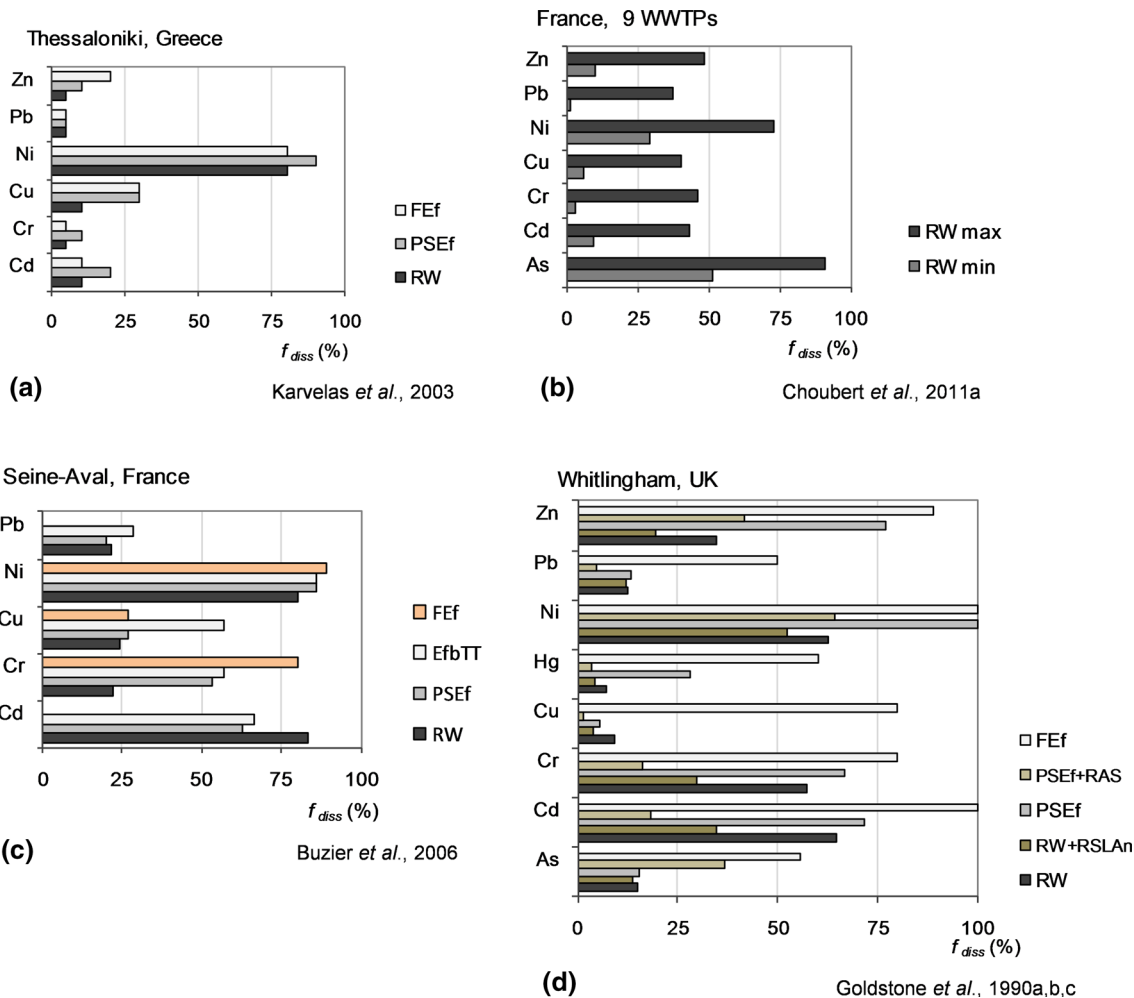 Thessaloniki, Greece
Zn
Pb
Ni
Cu
Cr
Cd
FEf
PSEf
RW
0 25 50 75 100
f diss (%)
(a)
Karvelas et al., 2003
France, 9 WWTPs
Zn
Pb
Ni
Cu
Cr
Cd
As
RW max
RW min
0 25 50 75 100
f diss (%)
(b)
Choubert et al., 2011a
Seine-Aval, France
Pb
Ni
Cu
Cr
Cd
FEf
EfbTT
PSEf
RW
0 25 50 75 100
f diss (%)
(c)
Buzier et al., 2006
Whitlingham, UK
Zn
Pb
Ni
Hg
Cu
Cr
Cd
As
FEf
PSEf+RAS
PSEf
RW+RSLAn
RW
0 25 50 75 100
f diss (%)
(d)
Goldstone et al., 1990a,b,c